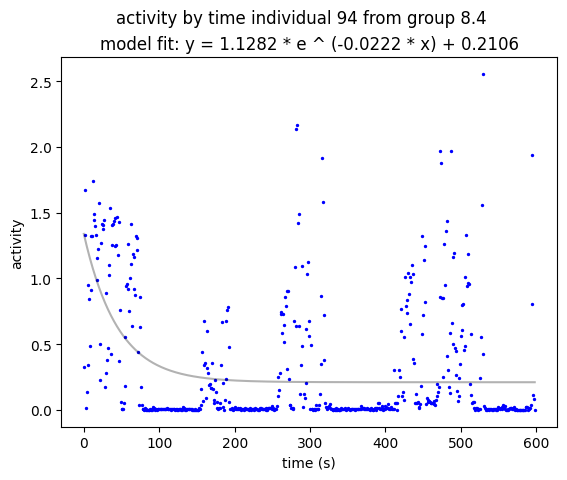 activity by time individual 94 from group 8.4
model fit: y = 1.1282 * e ^ (-0.0222 * x) + 0.2106
2.5
2.0
1.5
1.0
0.5
0.0
activity
0 100 200 300 400 500 600
time (s)